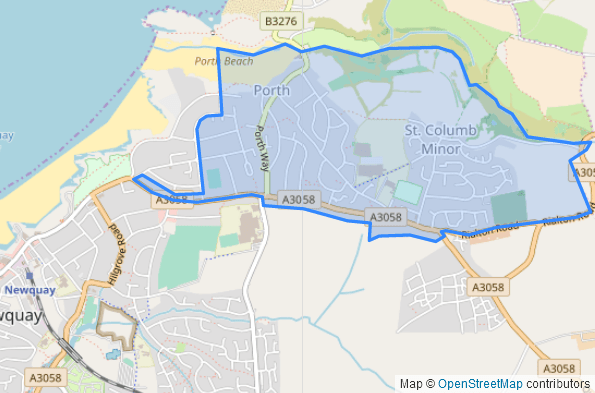 B3276
Porth Beach
Porth
St. Columb
Minor
Porth Way
A3058
A3058
A3058
A305
Rialton Road
Rialton Road
Hilgrove Road
Newquay
wquay
A3058
A3058
A3058
Map © OpenStreetMap contributors